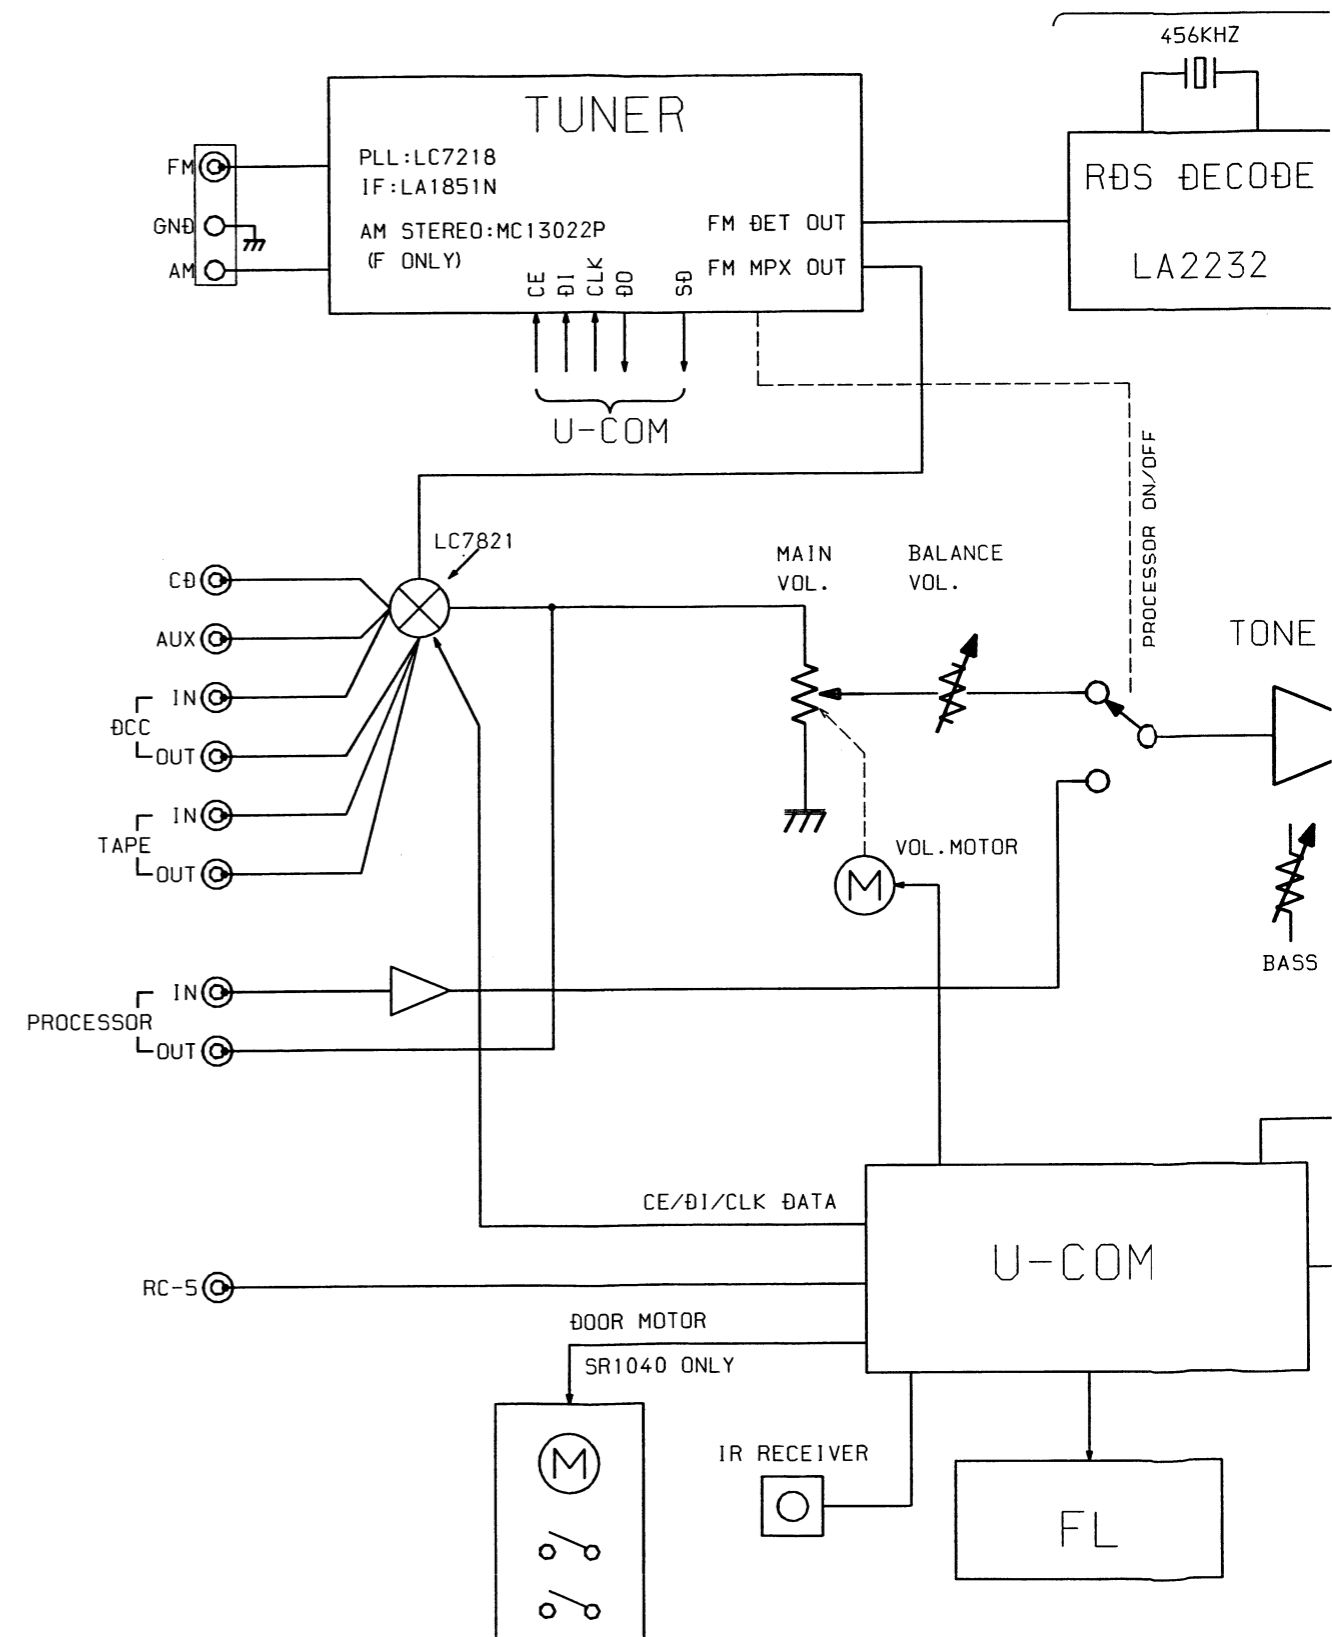 456KHZ
TUNER
FM
PLL:LC7218
IF:LA1851N
RDS DECODE
GND
AM STEREO:MC13022P
(F ONLY)
FM DET OUT
LA2232
AM
FM MPX OUT
CE
DI
CLK
DO
SD
U-COM
PROCESSOR ON/OFF
LC7821
MAIN
VOL.
BALANCE
VOL.
CD
AUX
TONE
IN
DCC
OUT
IN
TAPE
OUT
VOL.MOTOR
M
BASS
IN
PROCESSOR
OUT
CE/DI/CLK DATA
U-COM
RC-5
DOOR MOTOR
SR1040 ONLY
M
IR RECEIVER
FL